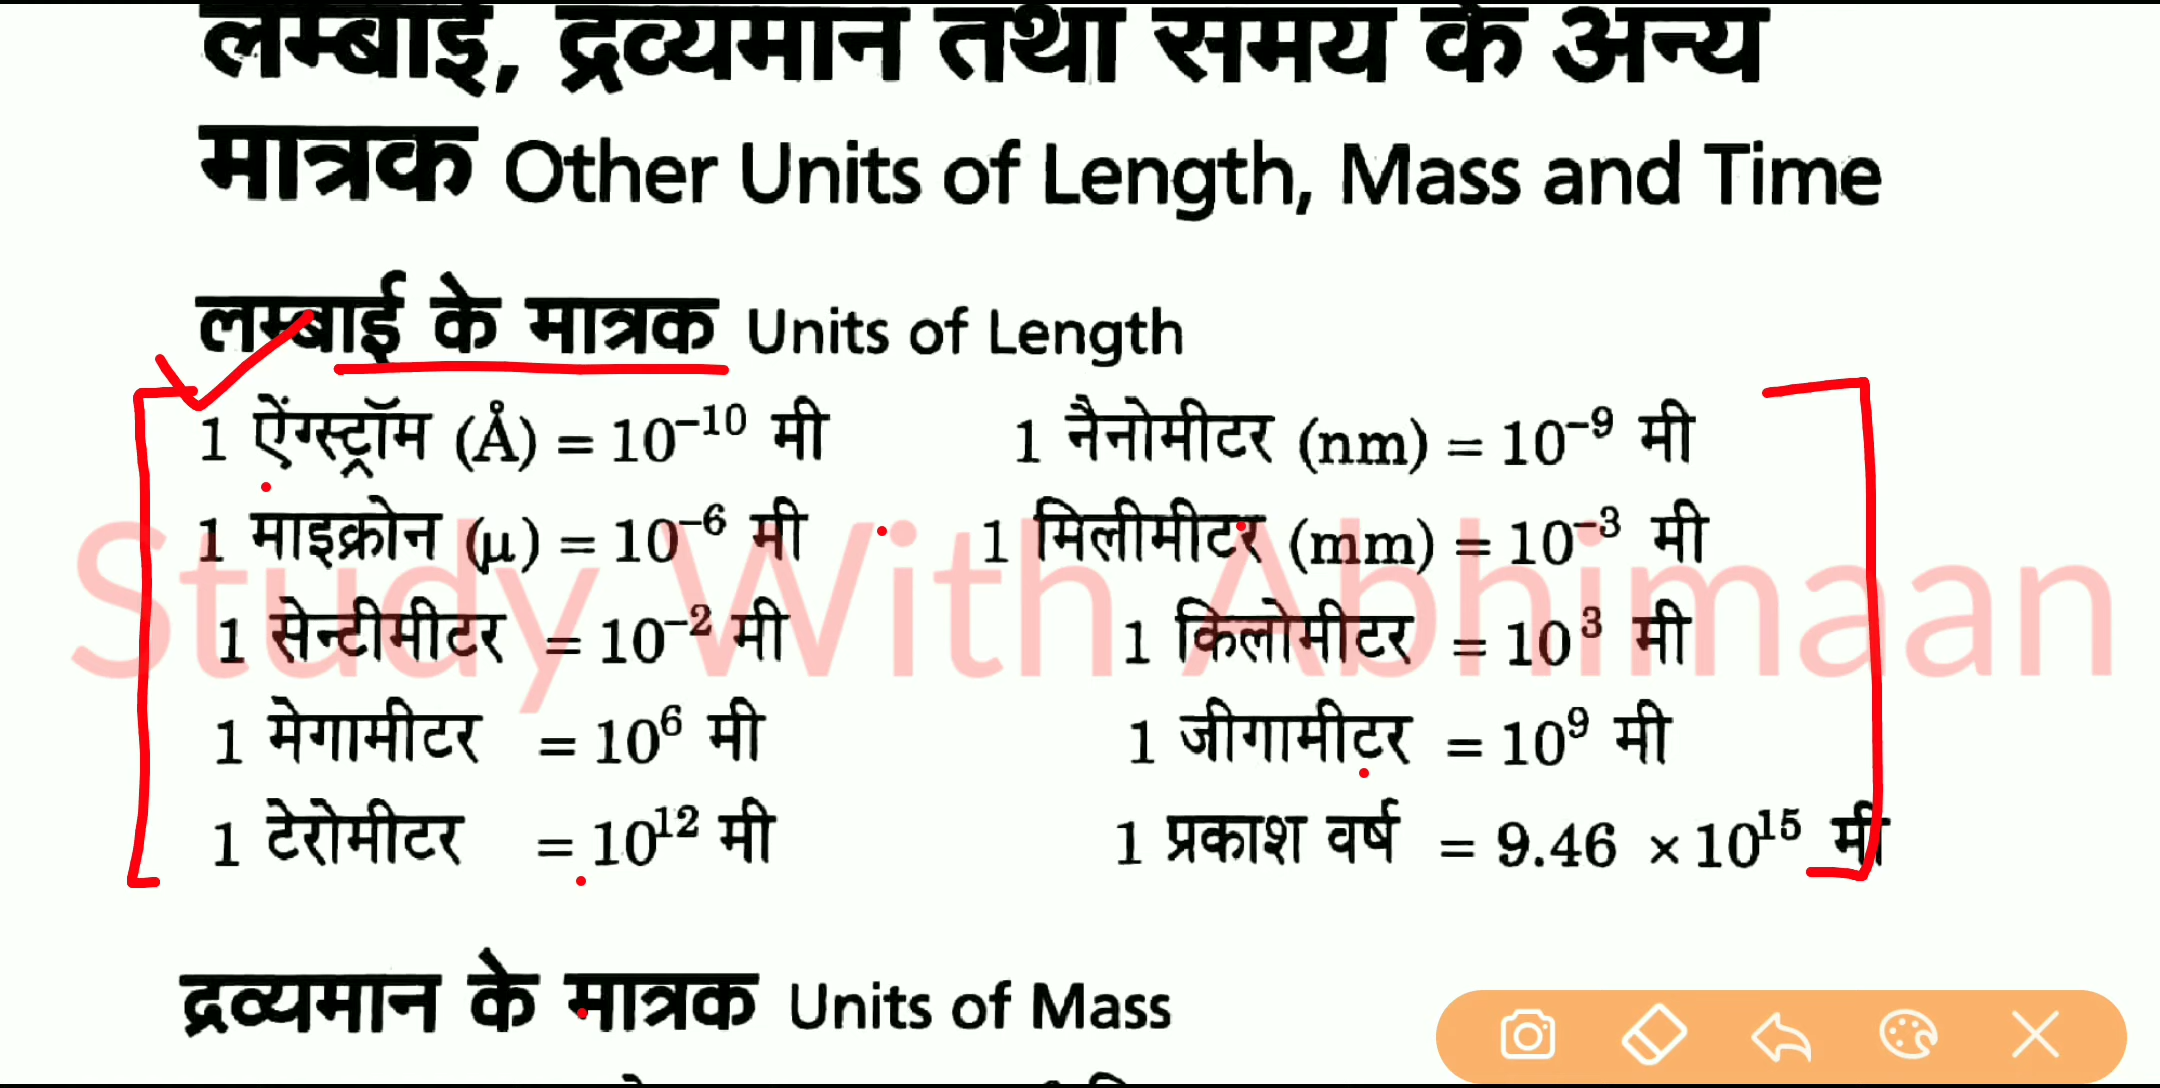 लम्बाई, द्रव्यमान तथा समय के अन्य
मात्रक Other Units of Length, Mass and Time
लम्बाई के मात्रक Units of Length
1 ऐंग्स्ट्रॉम (Å) = 10⁻¹⁰ मी 1 नैनोमीटर (nm) = 10⁻⁹ मी
1 माइक्रोन (μ) = 10⁻⁶ मी 1 मिलीमीटर (mm) = 10⁻³ मी
Study With Abhimaan
1 सेन्टीमीटर = 10⁻² मी 1 किलोमीटर = 10³ मी
1 मेगामीटर = 10⁶ मी 1 जीगामीटर = 10⁹ मी
1 टेरोमीटर = 10¹² मी 1 प्रकाश वर्ष = 9.46 × 10¹⁵ मी
द्रव्यमान के मात्रक Units of Mass